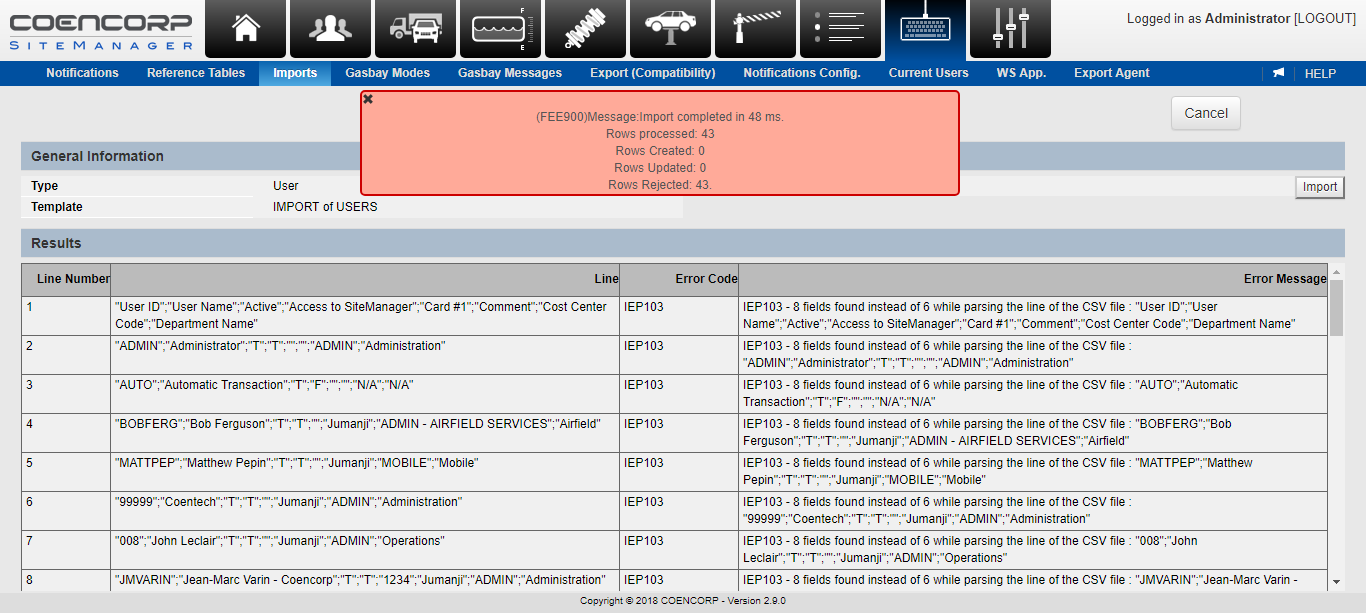 COENCORP
SITEMANAGER
F
E
Logged in as Administrator [LOGOUT]
Notifications Reference Tables Imports Gasbay Modes Gasbay Messages Export (Compatibility) Notifications Config. Current Users WS App. Export Agent HELP
(FEE900)Message:Import completed in 48 ms.
Rows processed: 43
Rows Created: 0
Rows Updated: 0
Rows Rejected: 43.
Cancel
General Information
Type User
Import
Template IMPORT of USERS
Results
Line Number Line Error Code Error Message
1 "User ID";"User Name";"Active";"Access to SiteManager";"Card #1";"Comment";"Cost Center IEP103 IEP103 - 8 fields found instead of 6 while parsing the line of the CSV file : "User ID";"User
Code";"Department Name" Name";"Active";"Access to SiteManager";"Card #1";"Comment";"Cost Center Code";"Department Name"
2 "ADMIN";"Administrator";"T";"T";"";"";"ADMIN";"Administration" IEP103 IEP103 - 8 fields found instead of 6 while parsing the line of the CSV file :
"ADMIN";"Administrator";"T";"T";"";"";"ADMIN";"Administration"
3 "AUTO";"Automatic Transaction";"T";"F";"";"";"N/A";"N/A" IEP103 IEP103 - 8 fields found instead of 6 while parsing the line of the CSV file : "AUTO";"Automatic
Transaction";"T";"F";"";"";"N/A";"N/A"
4 "BOBFERG";"Bob Ferguson";"T";"T";"";"Jumanji";"ADMIN - AIRFIELD SERVICES";"Airfield" IEP103 IEP103 - 8 fields found instead of 6 while parsing the line of the CSV file : "BOBFERG";"Bob
Ferguson";"T";"T";"";"Jumanji";"ADMIN - AIRFIELD SERVICES";"Airfield"
5 "MATTPEP";"Matthew Pepin";"T";"T";"";"Jumanji";"MOBILE";"Mobile" IEP103 IEP103 - 8 fields found instead of 6 while parsing the line of the CSV file : "MATTPEP";"Matthew
Pepin";"T";"T";"";"Jumanji";"MOBILE";"Mobile"
6 "99999";"Coentech";"T";"T";"";"Jumanji";"ADMIN";"Administration" IEP103 IEP103 - 8 fields found instead of 6 while parsing the line of the CSV file :
"99999";"Coentech";"T";"T";"";"Jumanji";"ADMIN";"Administration"
7 "008";"John Leclair";"T";"T";"";"Jumanji";"ADMIN";"Operations" IEP103 IEP103 - 8 fields found instead of 6 while parsing the line of the CSV file : "008";"John
Leclair";"T";"T";"";"Jumanji";"ADMIN";"Operations"
8 "JMVARIN";"Jean-Marc Varin - Coencorp";"T";"T";"1234";"Jumanji";"ADMIN";"Administration" IEP103 IEP103 - 8 fields found instead of 6 while parsing the line of the CSV file : "JMVARIN";"Jean-Marc Varin -
Copyright © 2018 COENCORP - Version 2.9.0